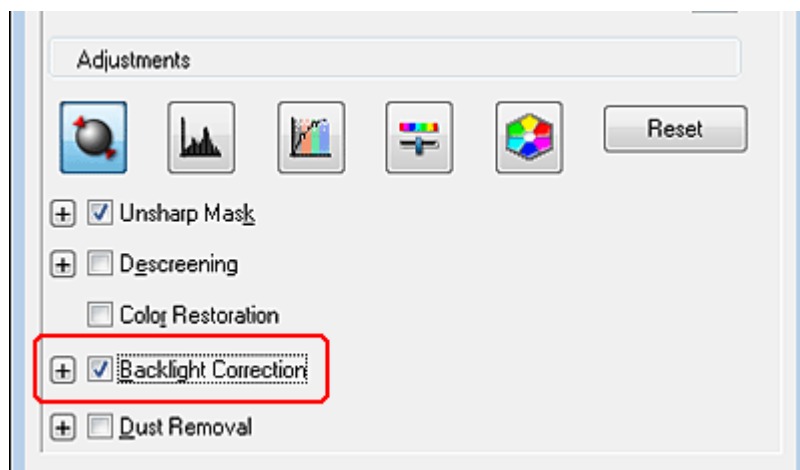 Adjustments
Reset
Unsharp Mask
Descreening
Color Restoration
Backlight Correction
Dust Removal